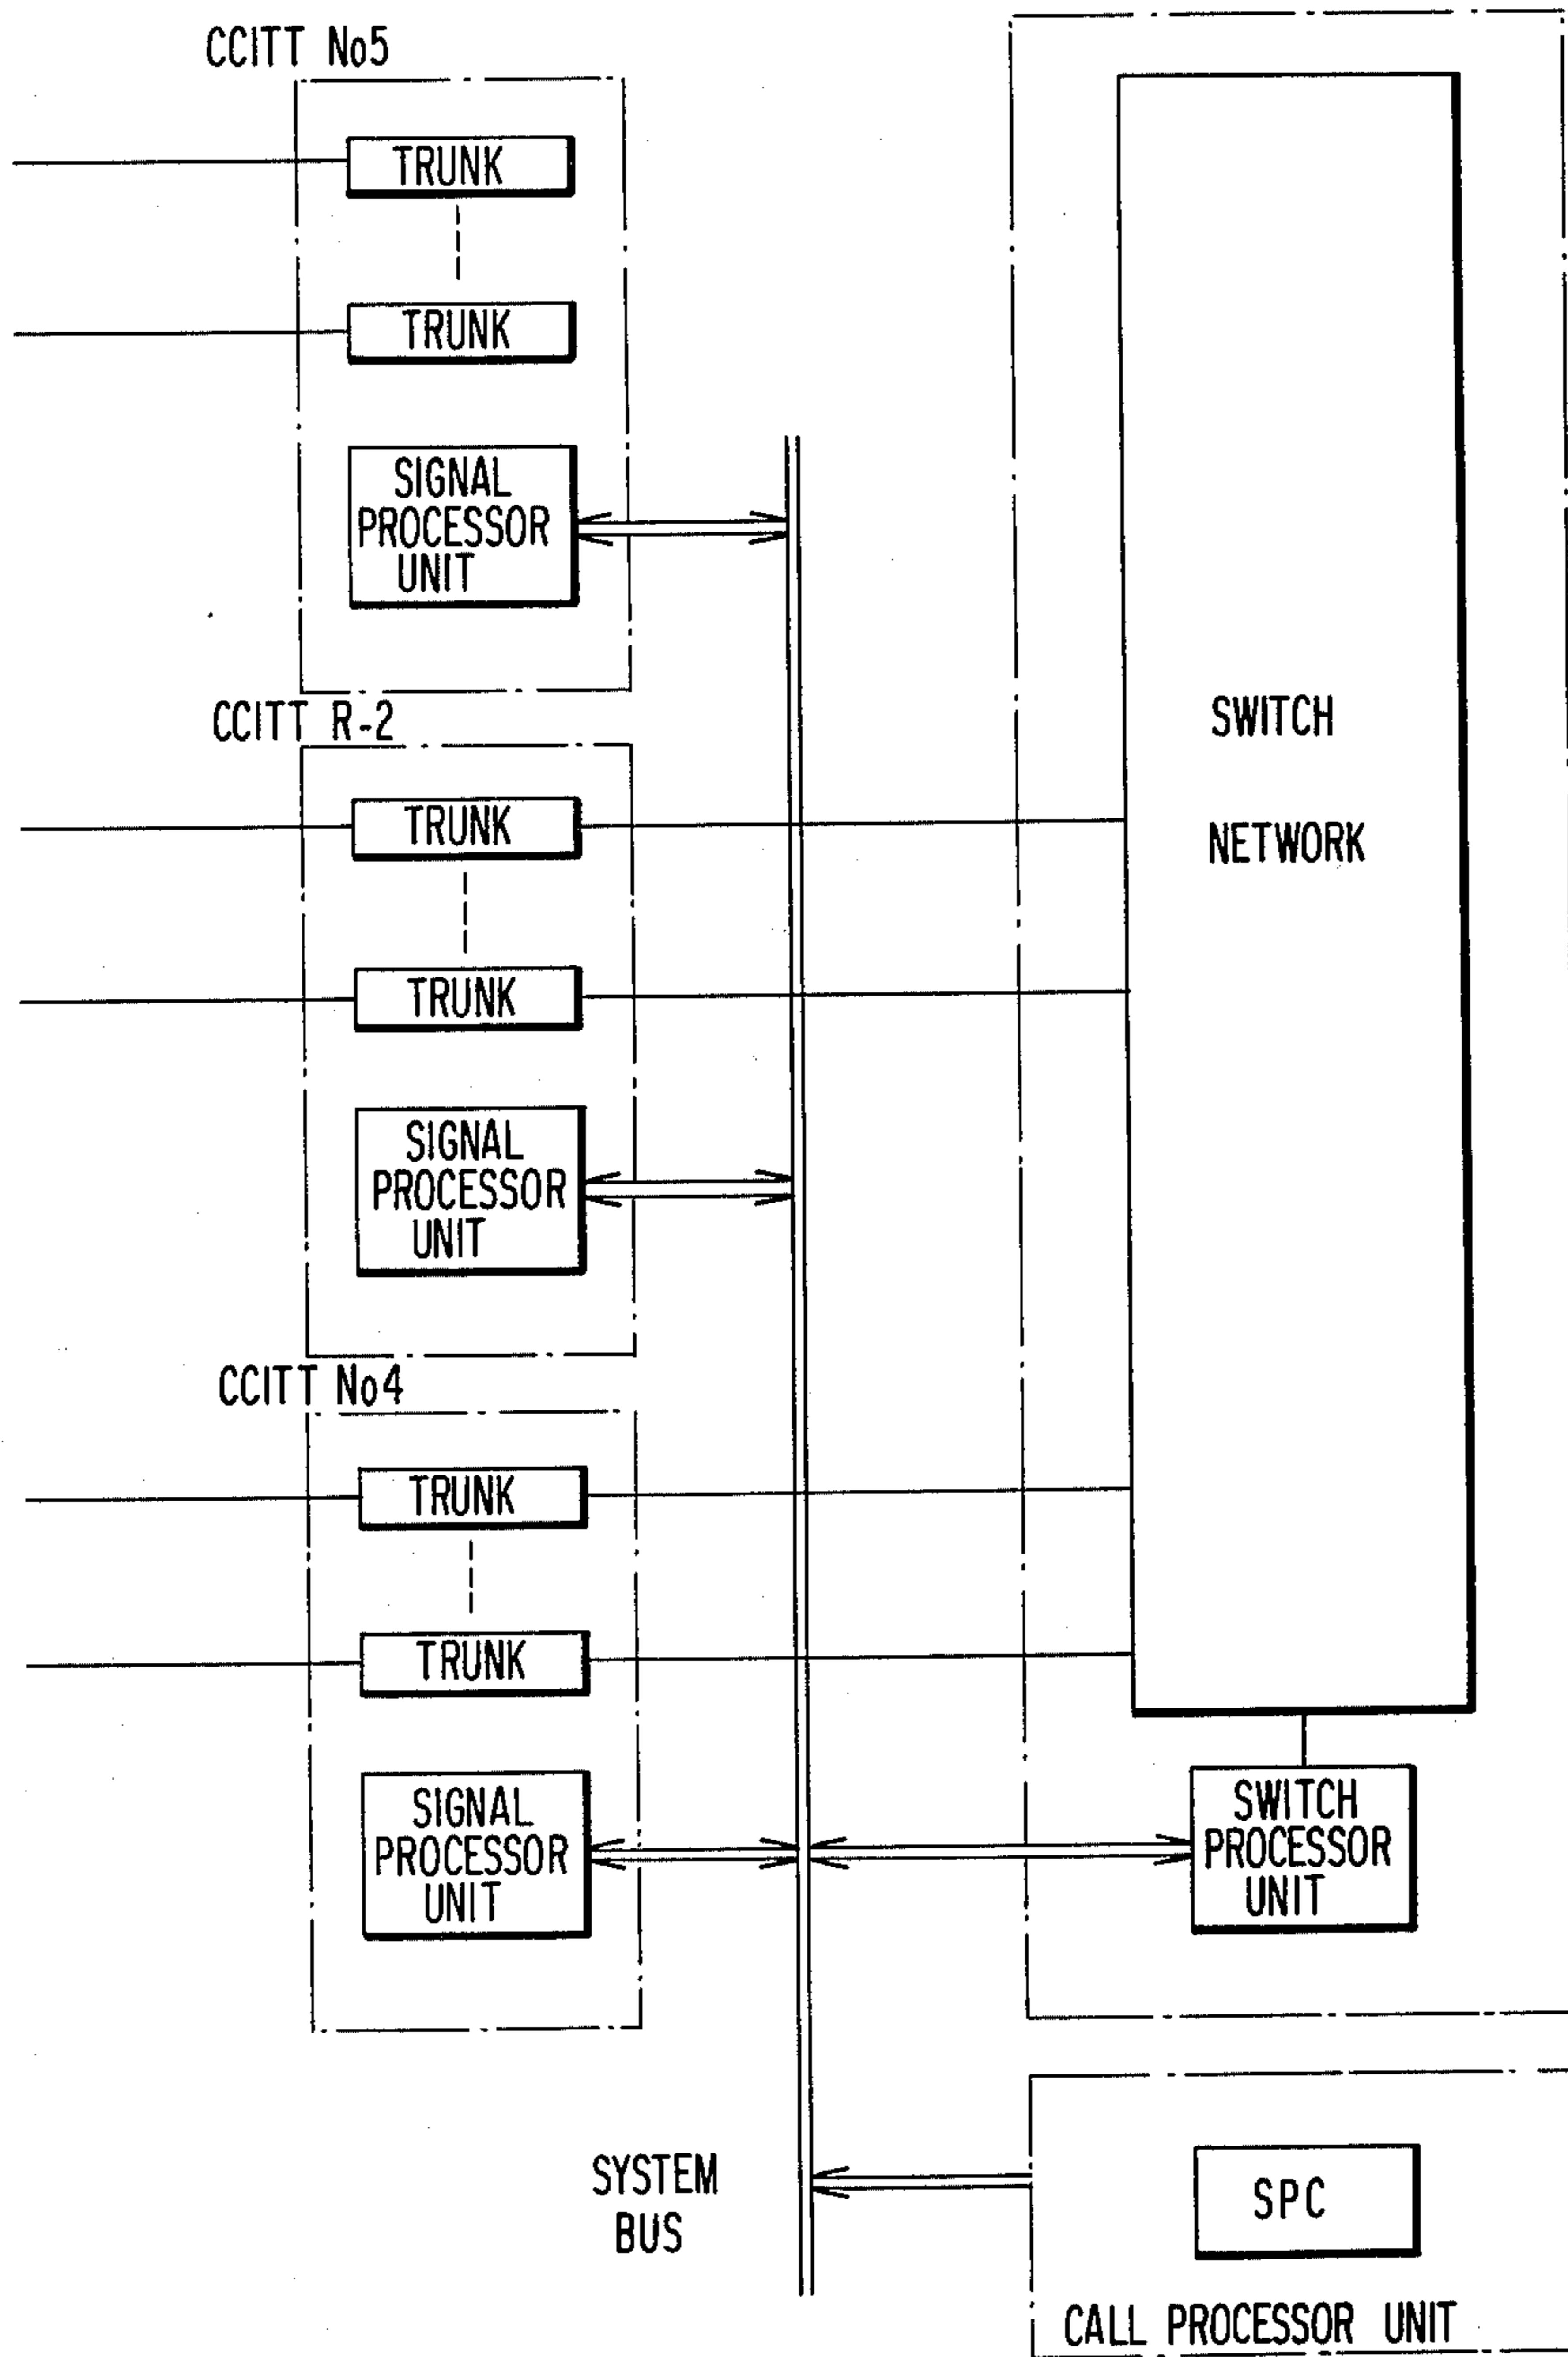 CCITT No5
TRUNK
TRUNK
SIGNAL
PROCESSOR
UNIT
CCITT R-2
TRUNK
TRUNK
SIGNAL
PROCESSOR
UNIT
CCITT No4
TRUNK
TRUNK
SIGNAL
PROCESSOR
UNIT
SWITCH
NETWORK
SWITCH
PROCESSOR
UNIT
SYSTEM
BUS
SPC
CALL PROCESSOR UNIT